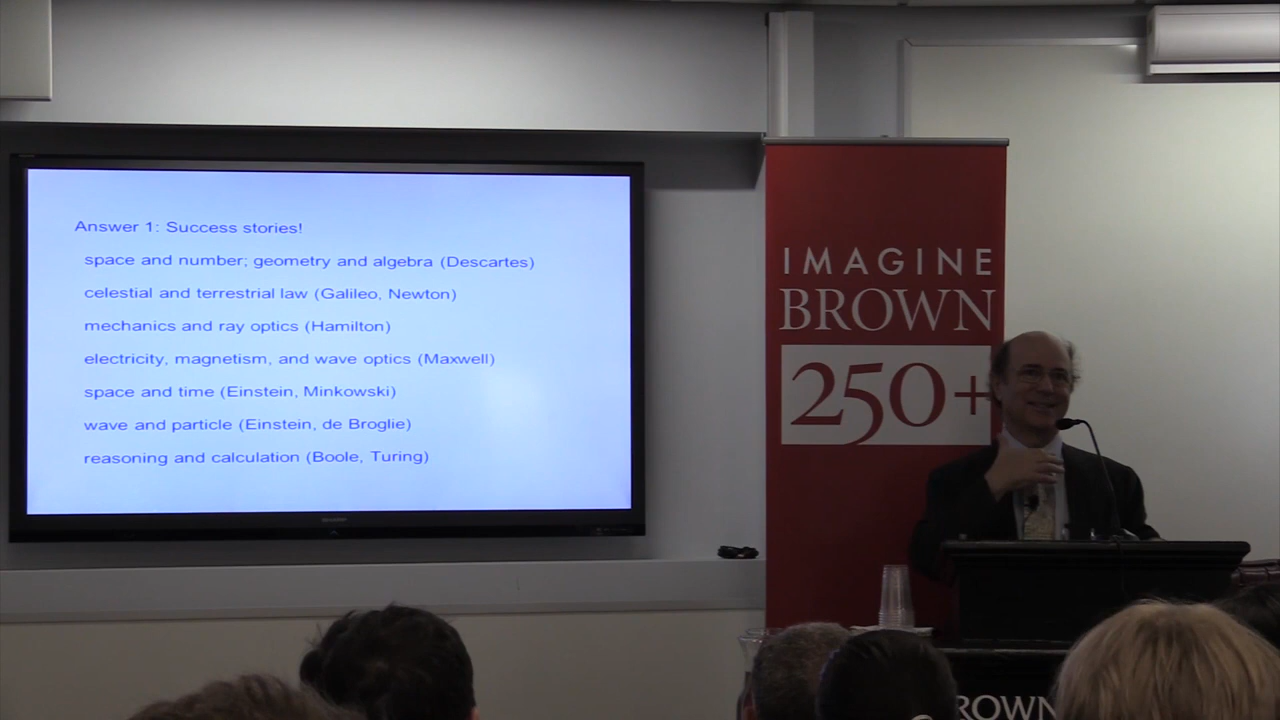 Answer 1: Success stories!
space and number; geometry and algebra (Descartes)
celestial and terrestrial law (Galileo, Newton)
mechanics and ray optics (Hamilton)
electricity, magnetism, and wave optics (Maxwell)
space and time (Einstein, Minkowski)
wave and particle (Einstein, de Broglie)
reasoning and calculation (Boole, Turing)
IMAGINE
BROWN
250+
ROWN